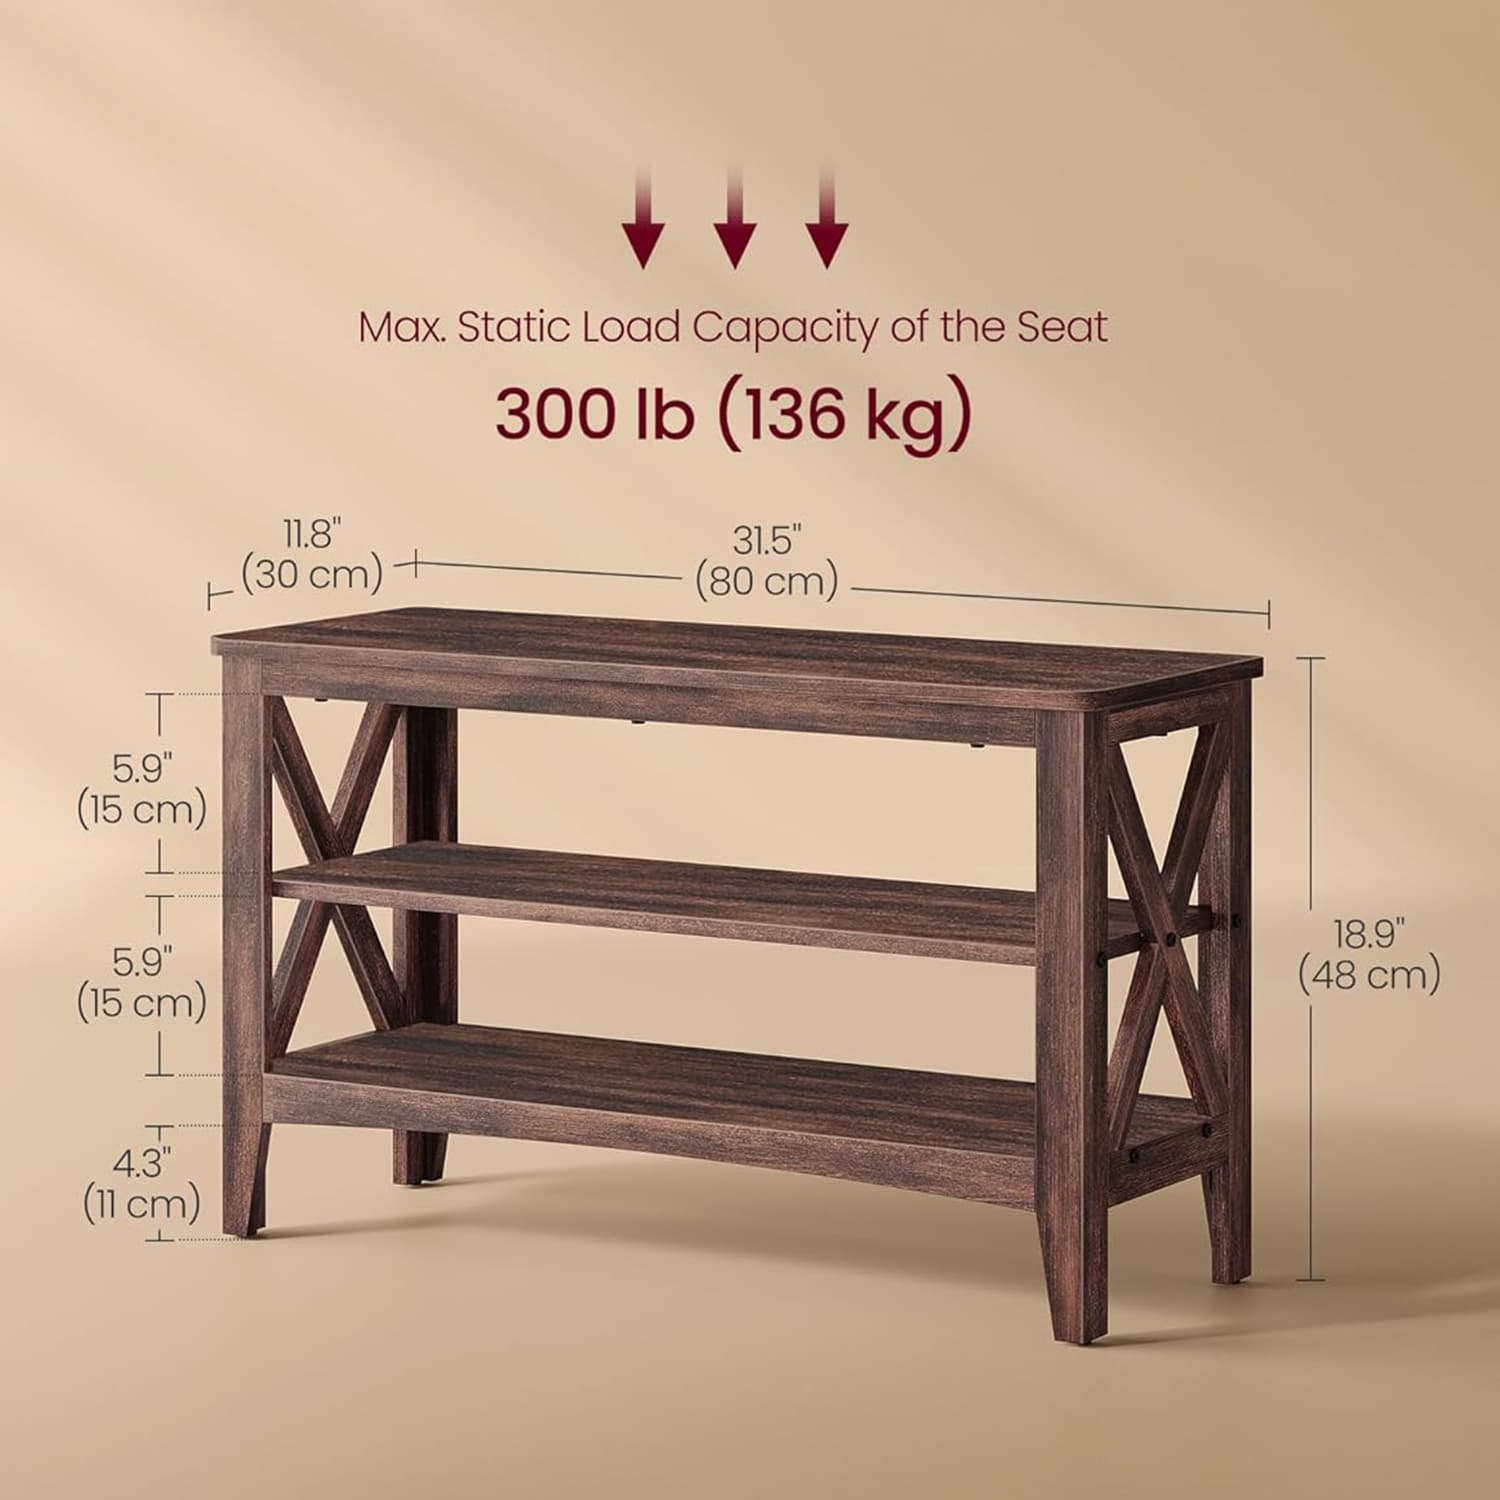 Max. Static Load Capacity of the Seat
300 lb (136 kg)
11.8"
(30 cm)
31.5"
(80 cm)
5.9"
(15 cm)
5.9"
(15 cm)
4.3"
(11 cm)
18.9"
(48 cm)